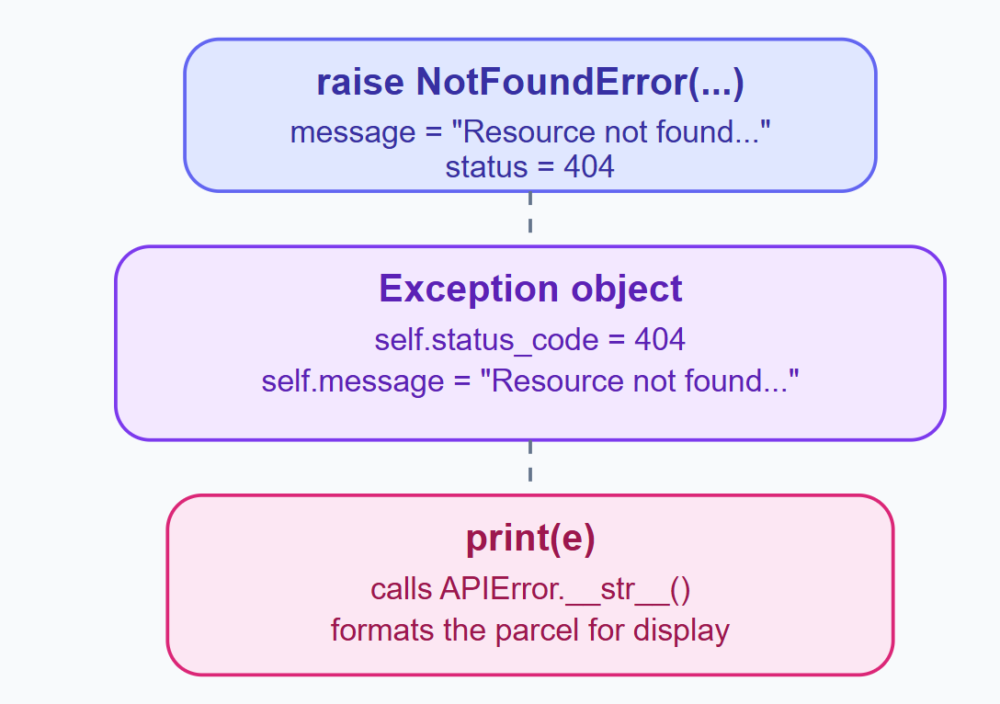 raise NotFoundError(...)
message = "Resource not found..."
status = 404
Exception object
self.status_code = 404
self.message = "Resource not found..."
print(e)
calls APIError.__str__()
formats the parcel for display